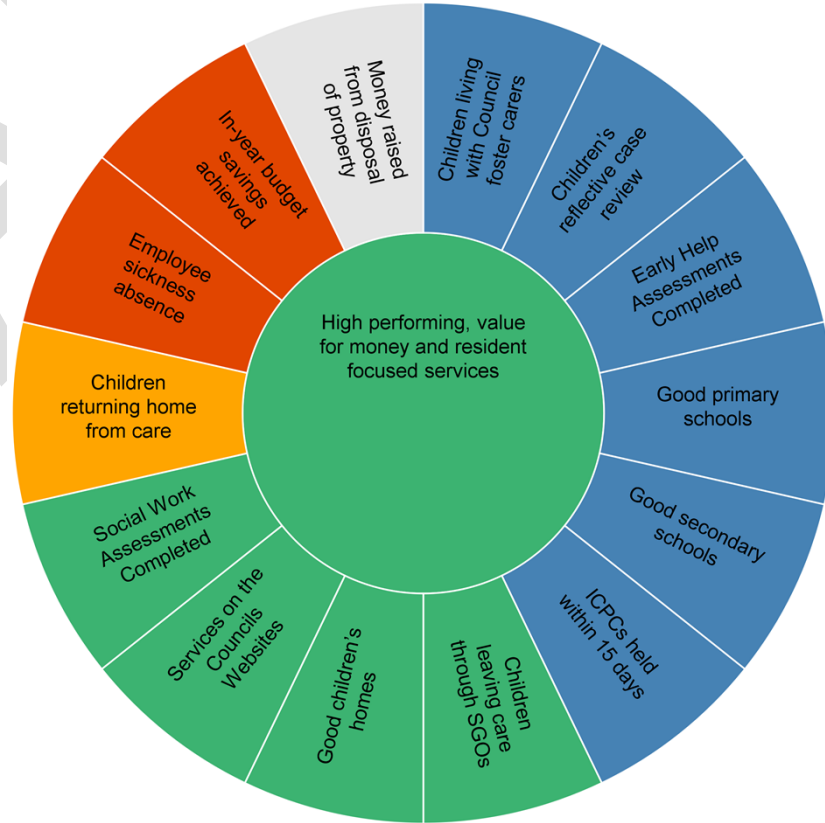 High performing, value
for money and resident
focused services
Children living
with Council
foster carers
Children's
reflective case
review
Early Help
Assessments
Completed
Good primary
schools
Good secondary
schools
ICPCs held
within 15 days
Children
leaving care
through SGOs
Good children's
homes
Services on the
Councils
Websites
Social Work
Assessments
Completed
Children
returning home
from care
Employee
sickness
absence
In-year budget
savings
achieved
Money raised
from disposal
of property